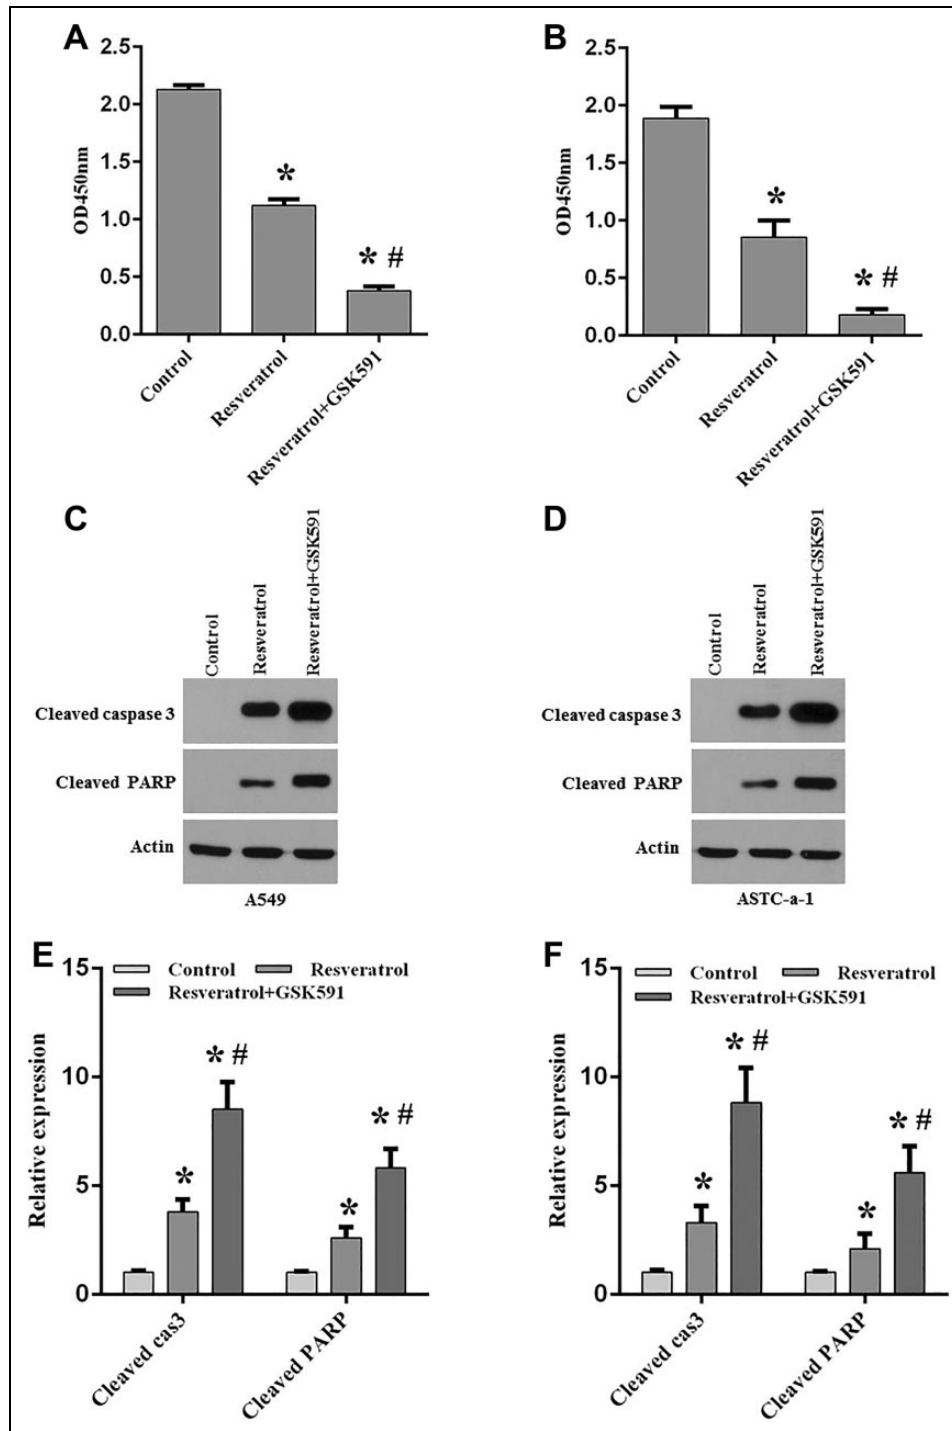 A
2.5
2.0
1.5
1.0
0.5
0.0
OD450nm
*
* #
Control
Resveratrol
Resveratrol+GSK591
B
2.5
2.0
1.5
1.0
0.5
0.0
OD450nm
*
* #
Control
Resveratrol
Resveratrol+GSK591
C
Control
Resveratrol
Resveratrol+GSK591
Cleaved caspase 3
Cleaved PARP
Actin
A549
D
Control
Resveratrol
Resveratrol+GSK591
Cleaved caspase 3
Cleaved PARP
Actin
ASTC-a-1
E
15
10
5
0
Relative expression
Control Resveratrol
Resveratrol+GSK591
*
* #
*
* #
Cleaved cas3
Cleaved PARP
F
15
10
5
0
Relative expression
Control Resveratrol
Resveratrol+GSK591
*
* #
*
* #
Cleaved cas3
Cleaved PARP